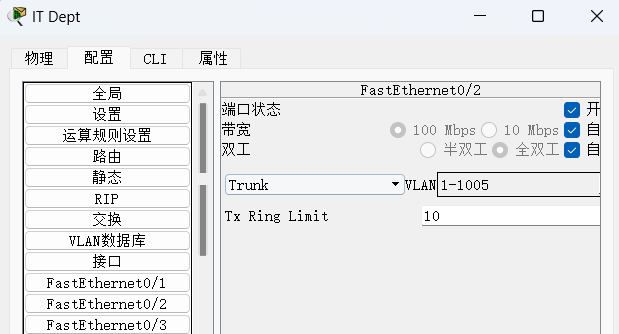 IT Dept
物理 配置 CLI 属性
全局
设置
运算规则设置
路由
静态
RIP
交换
VLAN数据库
接口
FastEthernet0/1
FastEthernet0/2
FastEthernet0/3
FastEthernet0/2
端口状态 开
带宽 100 Mbps 10 Mbps 自
双工 半双工 全双工 自
Trunk VLAN 1-1005
Tx Ring Limit 10